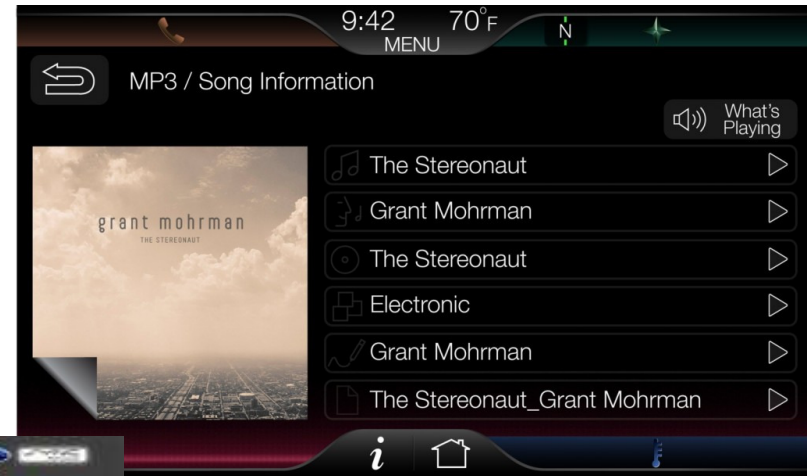 9:42 70°F
MENU
N
MP3 / Song Information
What's
Playing
grant mohrman
THE STEREONAUT
The Stereonaut
Grant Mohrman
The Stereonaut
Electronic
Grant Mohrman
The Stereonaut_Grant Mohrman
i